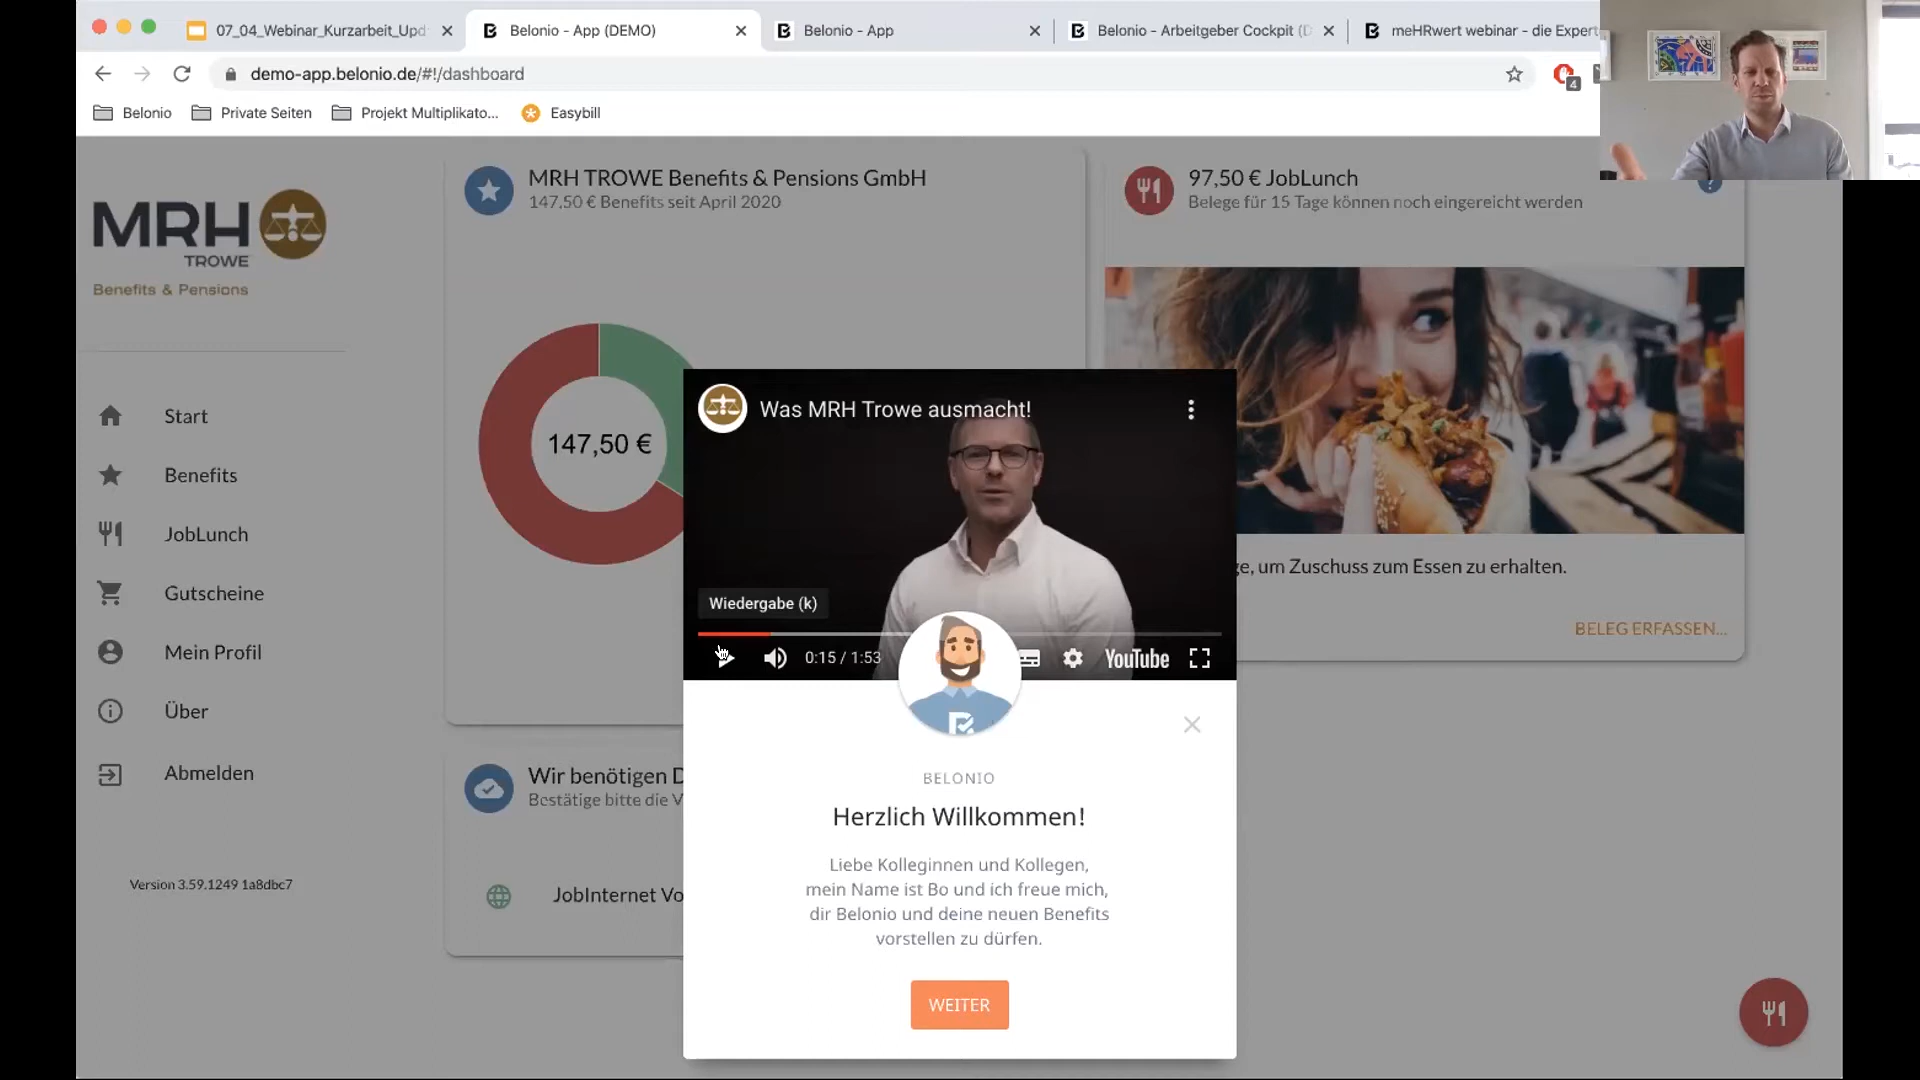 07_04_Webinar_Kurzarbeit_Upd
Belonio - App (DEMO)
Belonio - App
Belonio - Arbeitgeber Cockpit (D
meHRwert webinar - die Expert
demo-app.belonio.de/#!/dashboard
4
Belonio
Private Seiten
Projekt Multiplikato...
Easybill
MRH
TROWE
Benefits & Pensions
Start
Benefits
JobLunch
Gutscheine
Mein Profil
Über
Abmelden
Version 3.59.1249 1a8dbc7
MRH TROWE Benefits & Pensions GmbH
147,50 € Benefits seit April 2020
147,50 €
97,50 € JobLunch
Belege für 15 Tage können noch eingereicht werden
?
ge, um Zuschuss zum Essen zu erhalten.
BELEG ERFASSEN...
Wir benötigen D
Bestätige bitte die V
JobInternet Vo
Was MRH Trowe ausmacht!
Wiedergabe (k)
0:15 / 1:53
YouTube
BELONIO
Herzlich Willkommen!
Liebe Kolleginnen und Kollegen,
mein Name ist Bo und ich freue mich,
dir Belonio und deine neuen Benefits
vorstellen zu dürfen.
WEITER